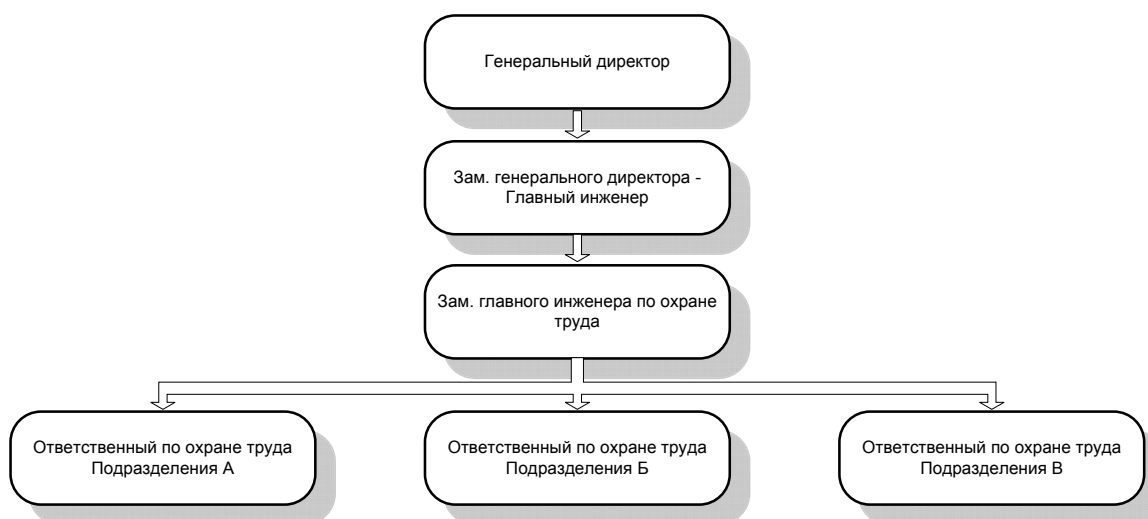 Генеральный директор
Зам. генерального директора -
Главный инженер
Зам. главного инженера по охране
труда
Ответственный по охране труда
Подразделения А
Ответственный по охране труда
Подразделения Б
Ответственный по охране труда
Подразделения В